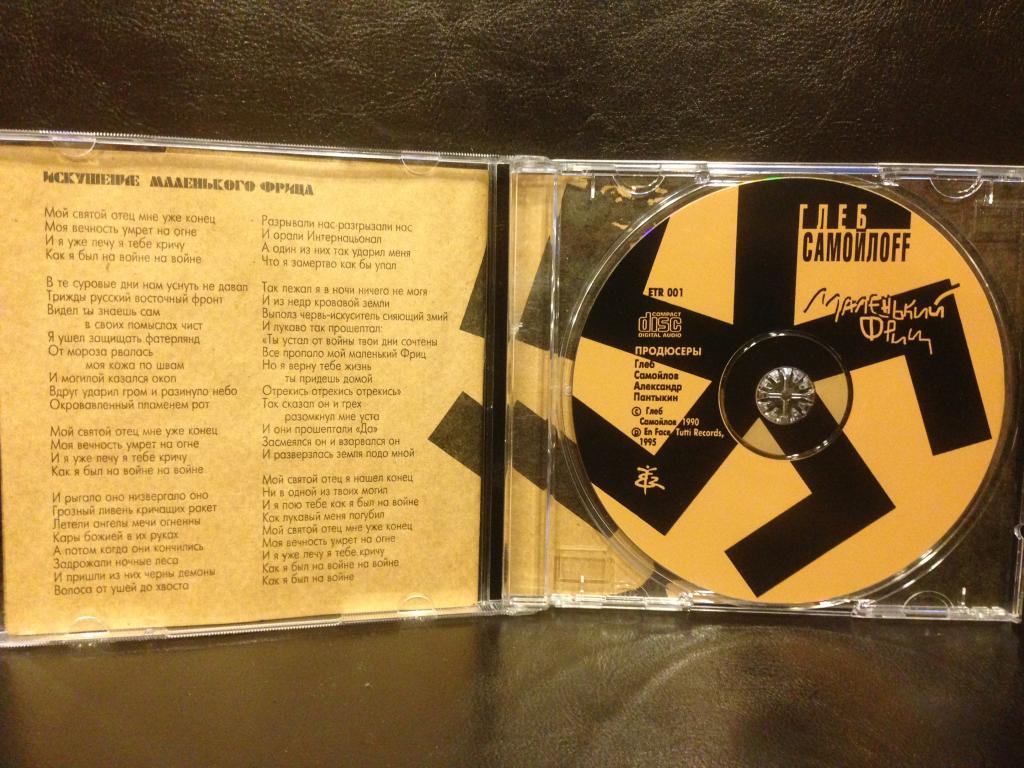 ИСКУШЕНИЕ МАЛЕНЬКОГО ФРИЦА
Мой святой отец мне уже конец
Моя вечность умрет на огне
И я уже лечу я тебе кричу
Как я был на войне на войне
В те суровые дни нам уснуть не давал
Трижды русский восточный фронт
Видел ты знаешь сам
в своих помыслах чист
Я ушел защищать фатерлянд
От мороза рвалась
моя кожа по швам
И могилой казался окоп
Вдруг ударил гром и разинуло небо
Окровавленный пламенем рот
Мой святой отец мне уже конец
Моя вечность умрет на огне
И я уже лечу я тебе кричу
Как я был на войне на войне
И рыгало оно низвергало оно
Грозный ливень кричащих ракет
Летели ангелы мечи огненны
Кары божией в их руках
А потом когда они кончились
Задрожали ночные леса
И пришли из них черны демоны
Волоса от ушей до хвоста
Разрывали нас-разгрызали нас
И орали Интернацьонал
А один из них так ударил меня
Что я замертво как бы упал
Так лежал я в ночи ничего не могя
И из недр кровавой земли
Выполз червь-искуситель сияющий змий
И лукаво так прошептал:
«Ты устал от войны твои дни сочтены
Все пропало мой маленький Фриц
Но я верну тебе жизнь
ты придешь домой
Отрекись отрекись отрекись»
Так сказал он и грех
разомкнул мне уста
И они прошептали «Да»
Засмеялся он и взорвался он
И разверзлась земля подо мной
Мой святой отец я нашел конец
Ни в одной из твоих могил
И я пою тебе как я был на войне
Как лукавый меня погубил
Мой святой отец мне уже конец
Моя вечность умрет на огне
И я уже лечу я тебе кричу
Как я был на войне на войне
Как я был на войне
ГЛЕБ
САМОЙЛОFF
МАЛЕНЬКИЙ
ФРИЦ
ETR 001
COMPACT
disc
DIGITAL AUDIO
ПРОДЮСЕРЫ
Глеб
Самойлов
Александр
Пантыкин
© Глеб
Самойлов 1990
℗ En Face, Tutti Records,
1995